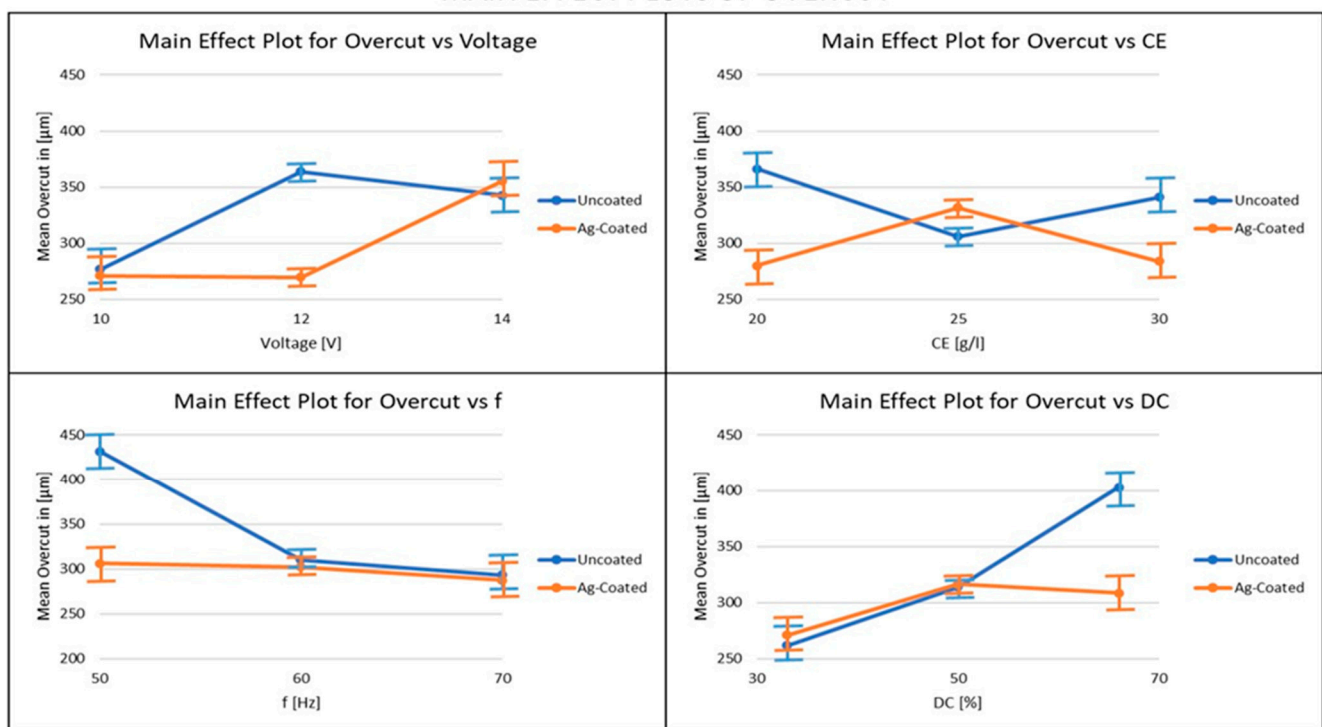 Main Effect Plot for Overcut vs Voltage
Mean Overcut in [µm]
450
400
350
300
250
10
12
14
Voltage [V]
Uncoated
Ag-Coated
Main Effect Plot for Overcut vs CE
Mean Overcut in [µm]
450
400
350
300
250
20
25
30
CE [g/l]
Uncoated
Ag-Coated
Main Effect Plot for Overcut vs f
Mean Overcut in [µm]
450
400
350
300
250
200
50
60
70
f [Hz]
Uncoated
Ag-Coated
Main Effect Plot for Overcut vs DC
Mean Overcut in [µm]
450
400
350
300
250
30
50
70
DC [%]
Uncoated
Ag-Coated